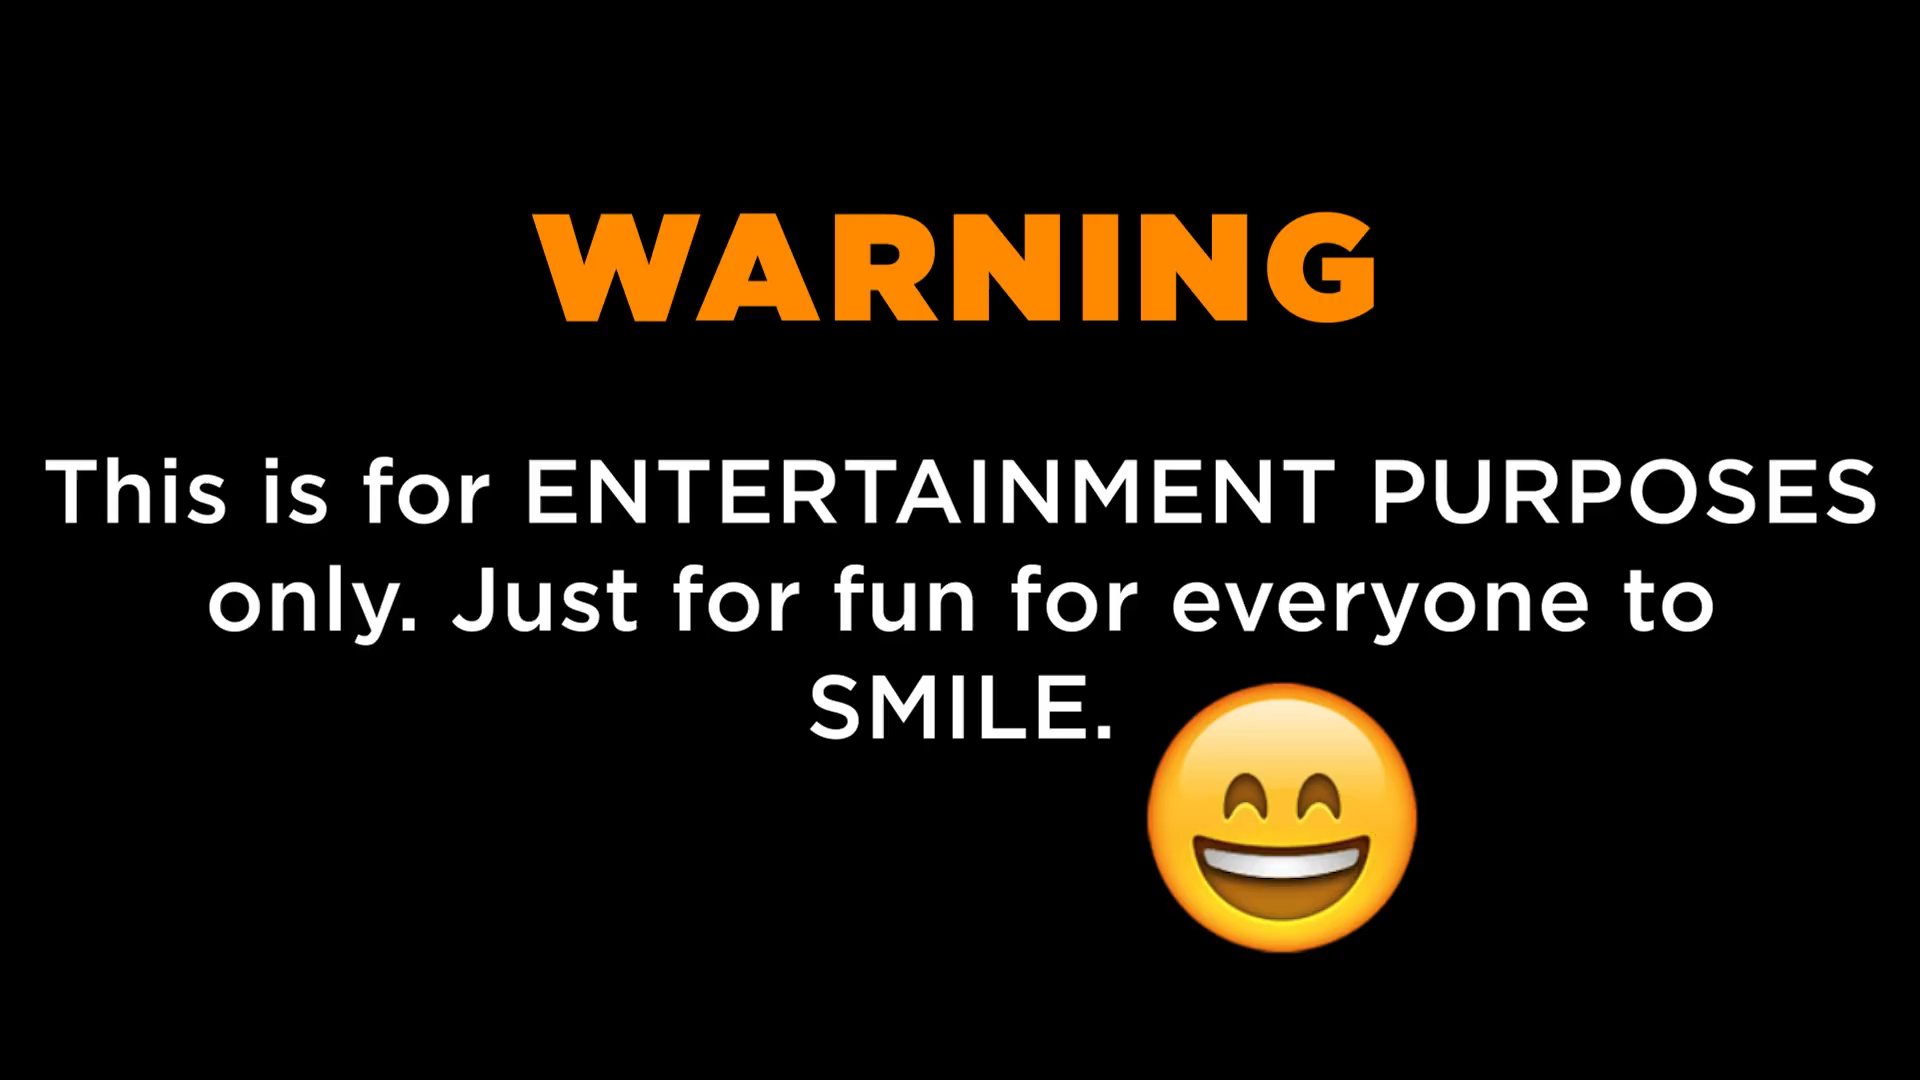 WARNING
This is for ENTERTAINMENT PURPOSES
only. Just for fun for everyone to
SMILE.